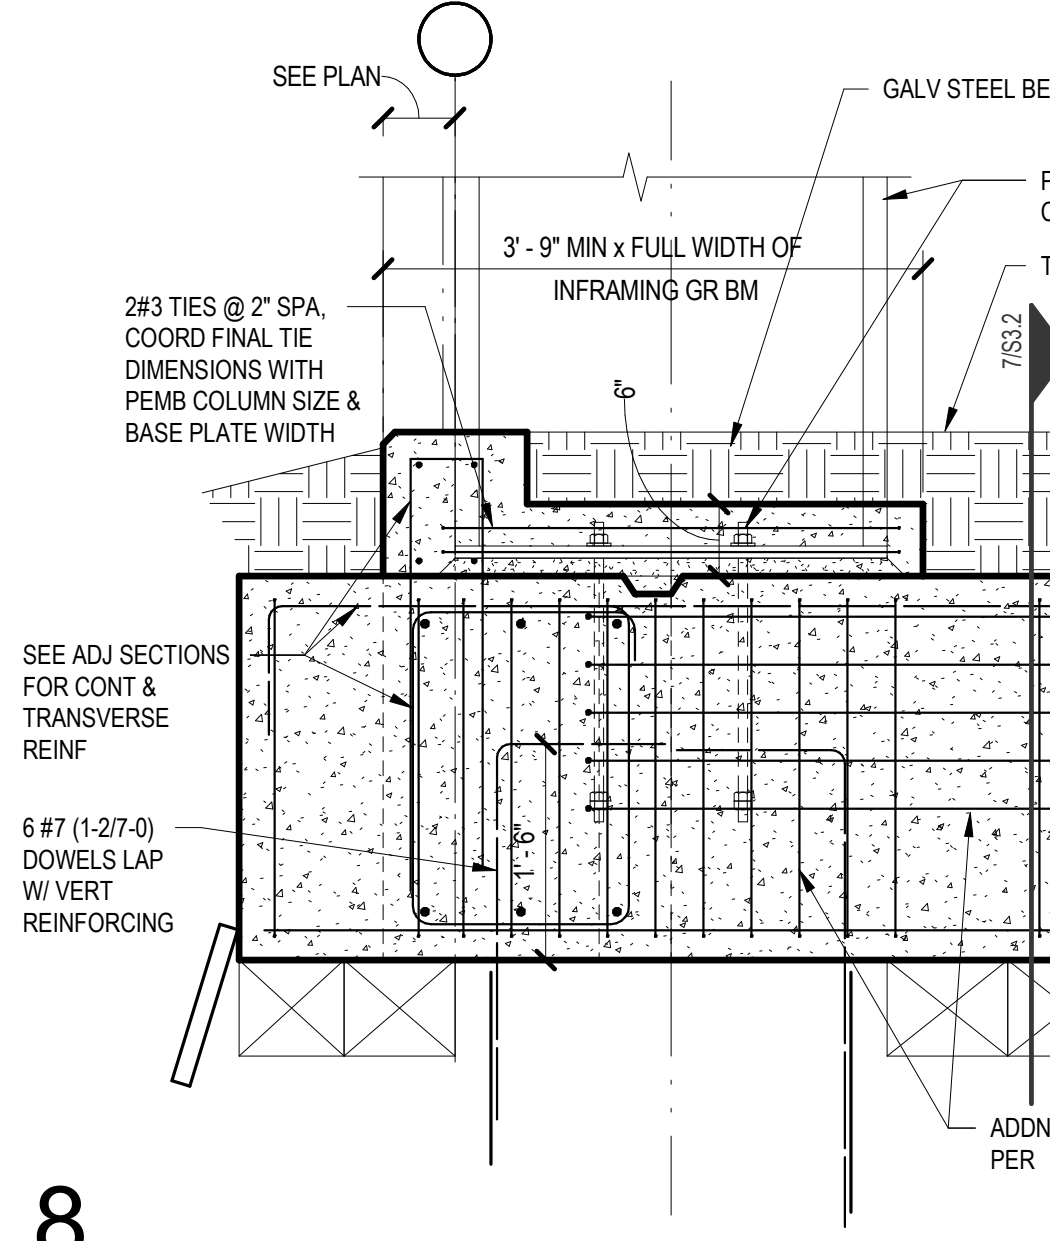 SEE PLAN
GALV STEEL BE
P
C
3' - 9" MIN x FULL WIDTH OF
INFRAMING GR BM
T
2#3 TIES @ 2" SPA,
COORD FINAL TIE
DIMENSIONS WITH
PEMB COLUMN SIZE &
BASE PLATE WIDTH
7/S3.2
6"
SEE ADJ SECTIONS
FOR CONT &
TRANSVERSE
REINF
6 #7 (1-2/7-0)
DOWELS LAP
W/ VERT
REINFORCING
1' - 6"
ADDN
PER
8